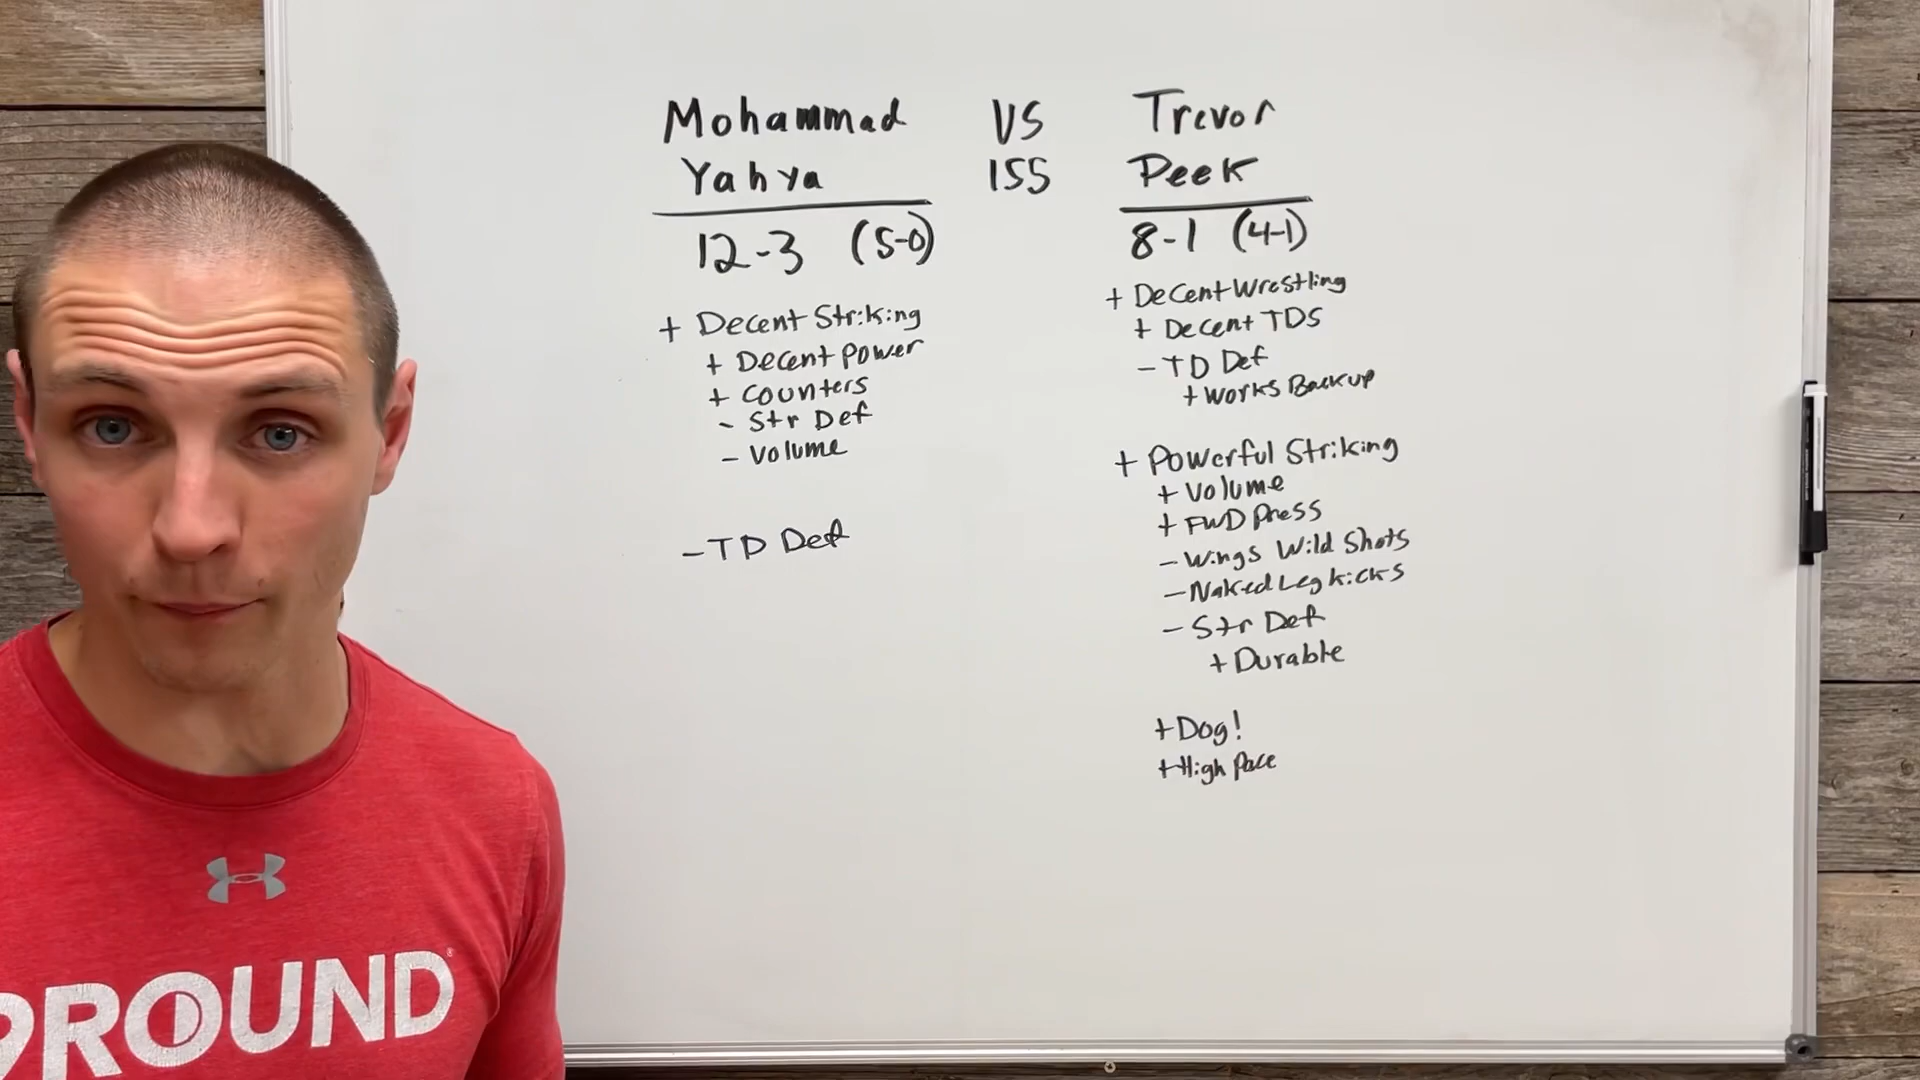 Mohammad VS Trevor
Yahya 155 Peek
12-3 (5-0)
8-1 (4-1)
+ Decent Striking
+ Decent Power
+ Counters
- Str Def
- Volume
- TD Def
+ Decent Wrestling
+ Decent TDS
- TD Def
+ Works Back up
+ Powerful Striking
+ Volume
+ FWD Press
- Wings Wild Shots
- Naked Leg kicks
- Str Def
+ Durable
+ Dog!
+ High Pace
ROUND